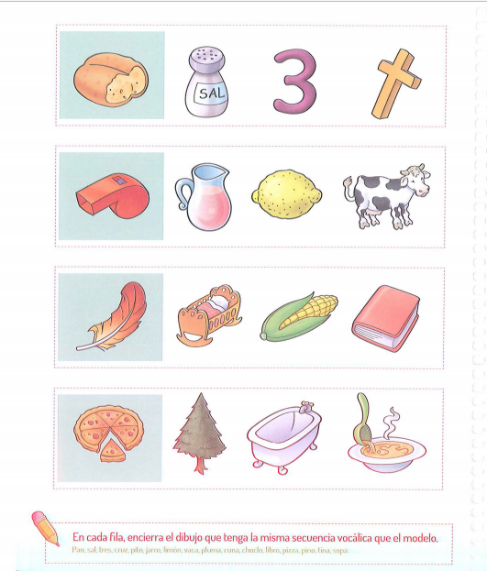 SAL
3
En cada fila, encierra el dibujo que tenga la misma secuencia vocálica que el modelo.
Pan, sal, tres, cruz, pito, jarro, limón, vaca, pluma, cuna, choclo, libro, pizza, pino, tina, sopa.